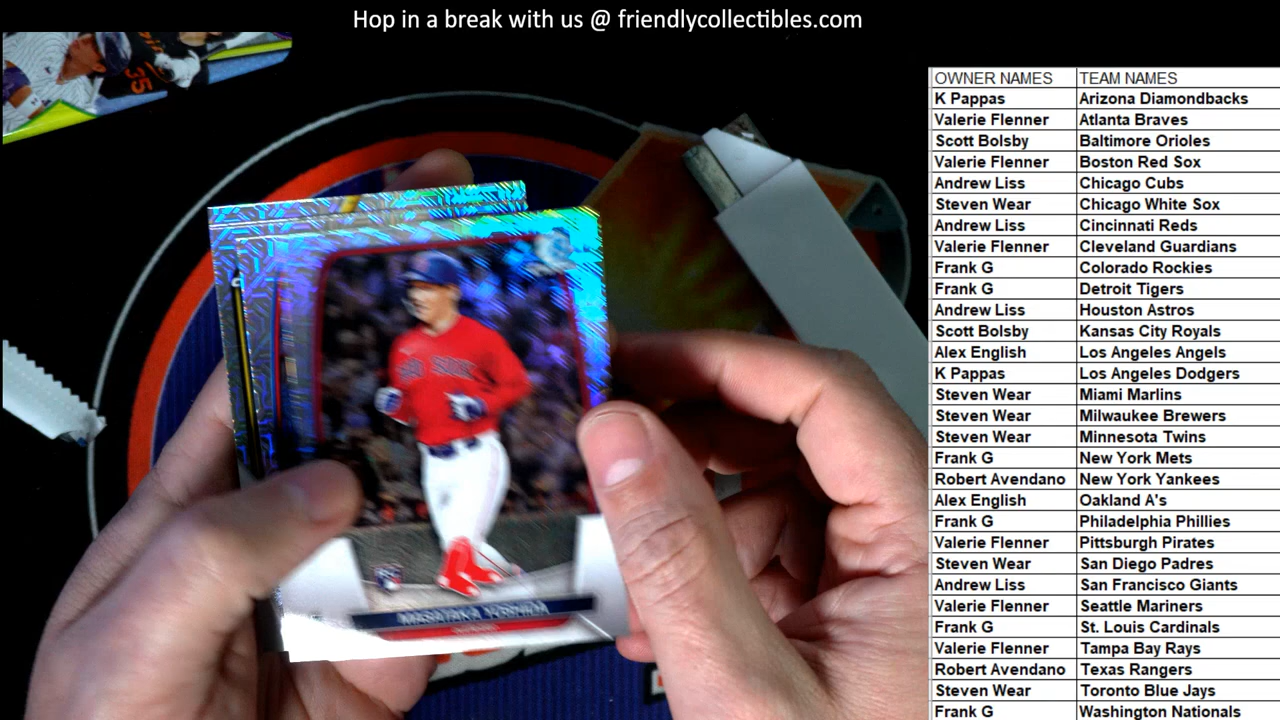 Hop in a break with us @ friendlycollectibles.com
OWNER NAMES TEAM NAMES
K Pappas Arizona Diamondbacks
Valerie Flenner Atlanta Braves
Scott Bolsby Baltimore Orioles
Valerie Flenner Boston Red Sox
Andrew Liss Chicago Cubs
Steven Wear Chicago White Sox
Andrew Liss Cincinnati Reds
Valerie Flenner Cleveland Guardians
Frank G Colorado Rockies
Frank G Detroit Tigers
Andrew Liss Houston Astros
Scott Bolsby Kansas City Royals
Alex English Los Angeles Angels
K Pappas Los Angeles Dodgers
Steven Wear Miami Marlins
Steven Wear Milwaukee Brewers
Steven Wear Minnesota Twins
Frank G New York Mets
Robert Avendano New York Yankees
Alex English Oakland A's
Frank G Philadelphia Phillies
Valerie Flenner Pittsburgh Pirates
Steven Wear San Diego Padres
Andrew Liss San Francisco Giants
Valerie Flenner Seattle Mariners
Frank G St. Louis Cardinals
Valerie Flenner Tampa Bay Rays
Robert Avendano Texas Rangers
Steven Wear Toronto Blue Jays
Frank G Washington Nationals
35
MASATAKA YOSHIDA